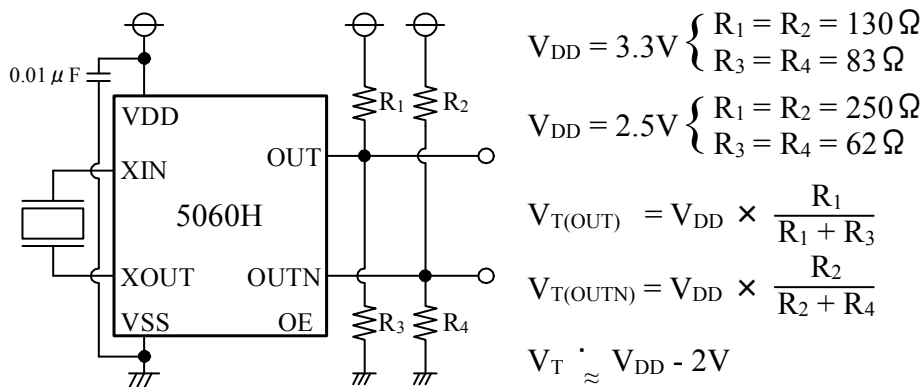 0.01 μF
VDD
XIN
XOUT
VSS
5060H
OUT
OUTN
OE
R1
R2
R3
R4
VDD = 3.3V { R1 = R2 = 130 Ω
R3 = R4 = 83 Ω
VDD = 2.5V { R1 = R2 = 250 Ω
R3 = R4 = 62 Ω
VT(OUT) = VDD × R1
R1 + R3
VT(OUTN) = VDD × R2
R2 + R4
VT ≈ VDD - 2V